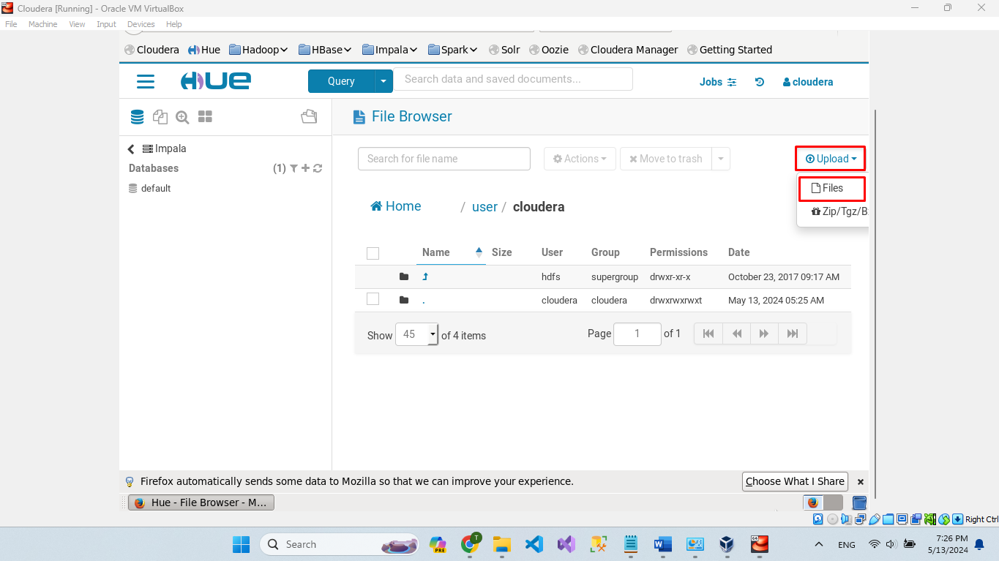 Cloudera [Running] - Oracle VM VirtualBox
File Machine View Input Devices Help
Cloudera Hue Hadoop HBase Impala Spark Solr Oozie Cloudera Manager Getting Started
HUE Query Search data and saved documents... Jobs cloudera
File Browser
Impala
Databases (1)
default
Search for file name Actions Move to trash Upload
Files
Zip/Tgz/B
Home / user / cloudera
Name Size User Group Permissions Date
hdfs supergroup drwxr-xr-x October 23, 2017 09:17 AM
. cloudera cloudera drwxrwxrwxt May 13, 2024 05:25 AM
Show 45 of 4 items Page 1 of 1
Firefox automatically sends some data to Mozilla so that we can improve your experience. Choose What I Share
Hue - File Browser - M...
Right Ctrl
Search PRE T 64 ENG 7:26 PM
5/13/2024